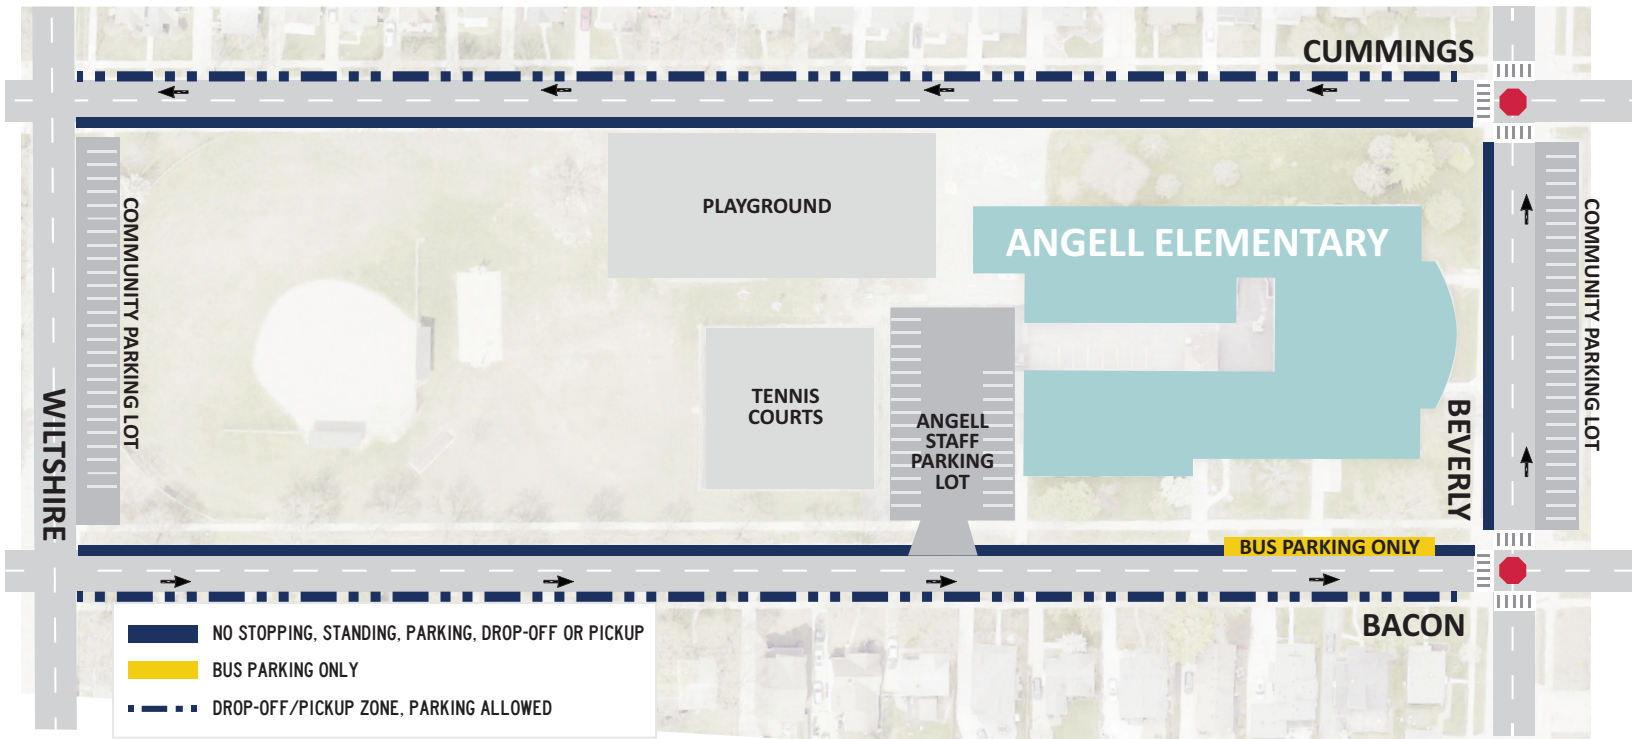 CUMMINGS
PLAYGROUND
ANGELL ELEMENTARY
COMMUNITY PARKING LOT
COMMUNITY PARKING LOT
TENNIS
COURTS
ANGELL
STAFF
PARKING
LOT
WILTSHIRE
BEVERLY
BUS PARKING ONLY
BACON
NO STOPPING, STANDING, PARKING, DROP-OFF OR PICKUP
BUS PARKING ONLY
DROP-OFF/PICKUP ZONE, PARKING ALLOWED